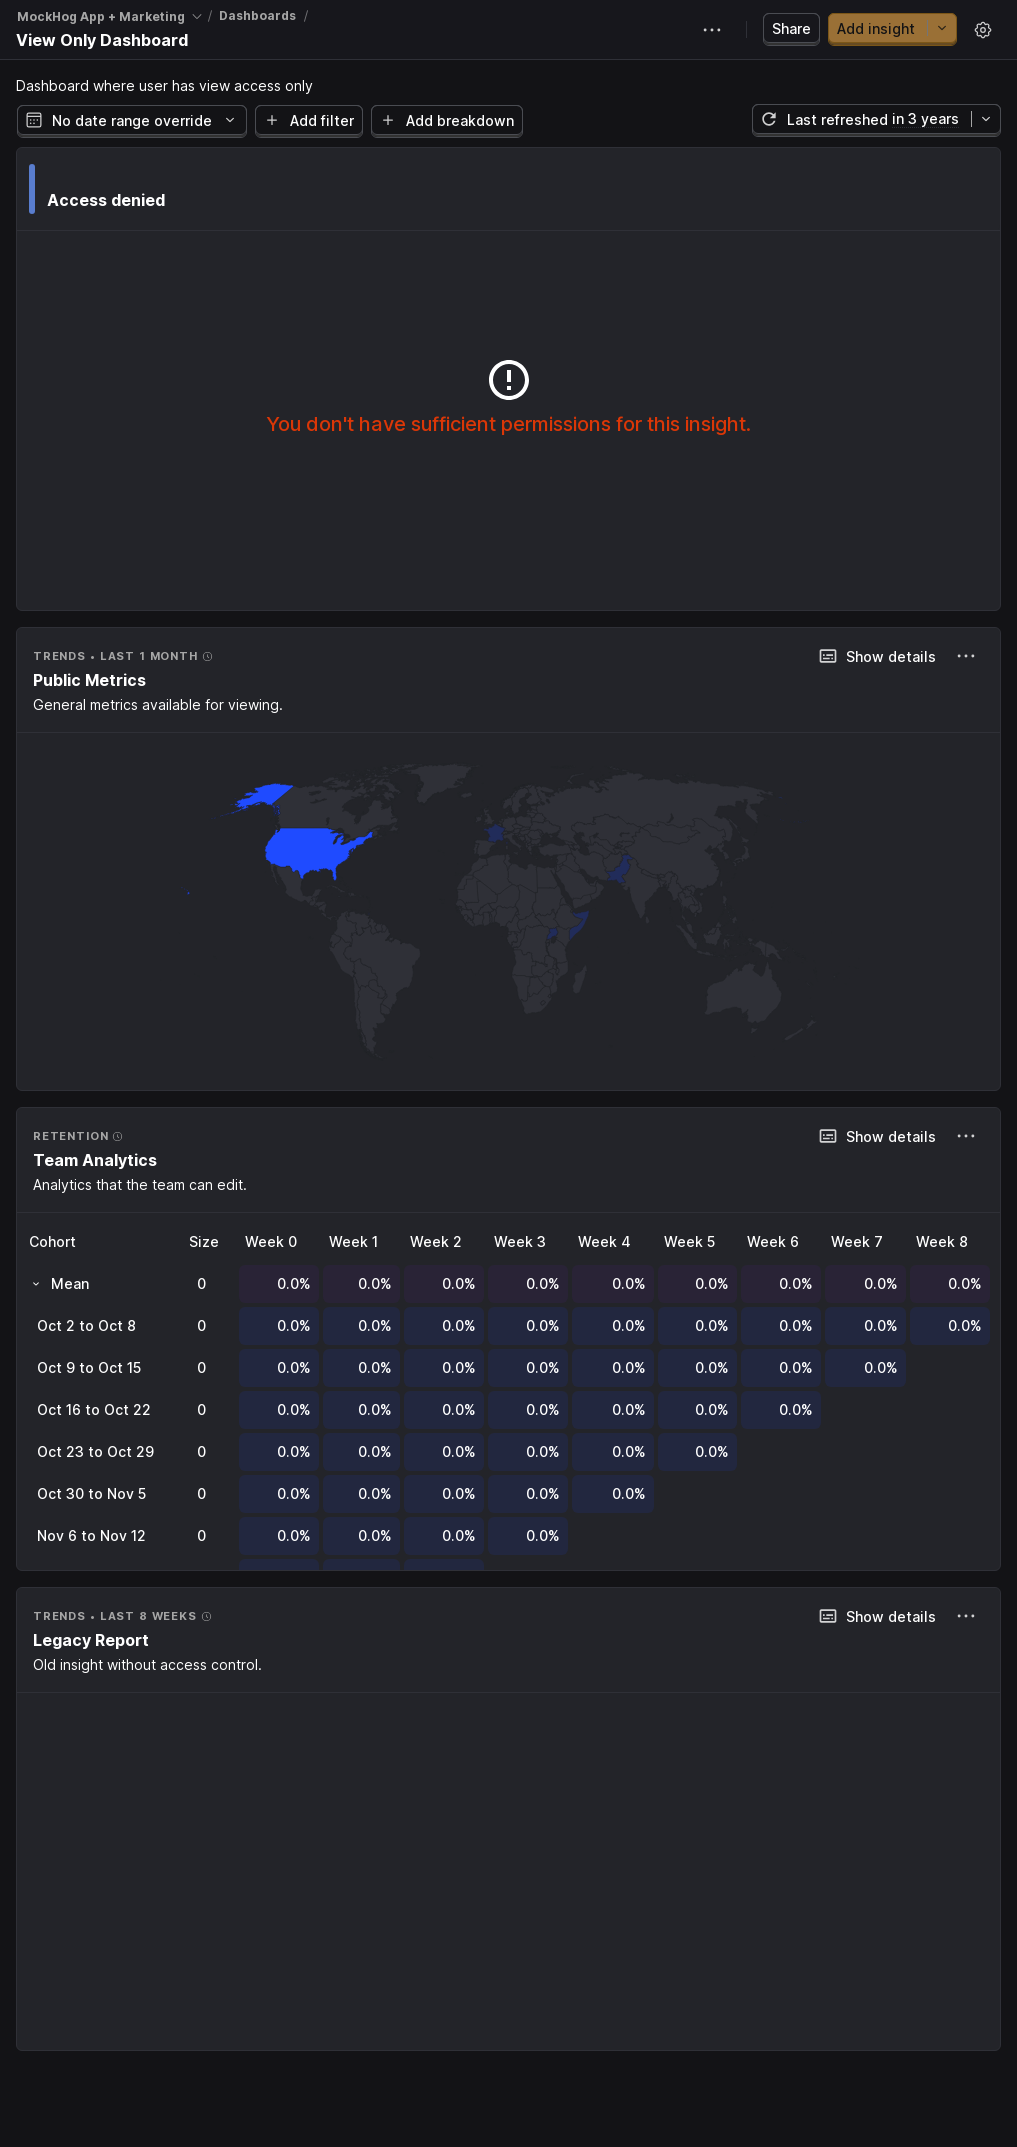 MockHog App + Marketing / Dashboards /
View Only Dashboard
Share
Add insight
Dashboard where user has view access only
No date range override
Add filter
Add breakdown
Last refreshed in 3 years
Access denied
You don't have sufficient permissions for this insight.
TRENDS • LAST 1 MONTH
Show details
Public Metrics
General metrics available for viewing.
RETENTION
Show details
Team Analytics
Analytics that the team can edit.
Cohort Size Week 0 Week 1 Week 2 Week 3 Week 4 Week 5 Week 6 Week 7 Week 8
Mean 0 0.0% 0.0% 0.0% 0.0% 0.0% 0.0% 0.0% 0.0% 0.0%
Oct 2 to Oct 8 0 0.0% 0.0% 0.0% 0.0% 0.0% 0.0% 0.0% 0.0% 0.0%
Oct 9 to Oct 15 0 0.0% 0.0% 0.0% 0.0% 0.0% 0.0% 0.0% 0.0%
Oct 16 to Oct 22 0 0.0% 0.0% 0.0% 0.0% 0.0% 0.0% 0.0%
Oct 23 to Oct 29 0 0.0% 0.0% 0.0% 0.0% 0.0% 0.0%
Oct 30 to Nov 5 0 0.0% 0.0% 0.0% 0.0% 0.0%
Nov 6 to Nov 12 0 0.0% 0.0% 0.0% 0.0%
TRENDS • LAST 8 WEEKS
Show details
Legacy Report
Old insight without access control.